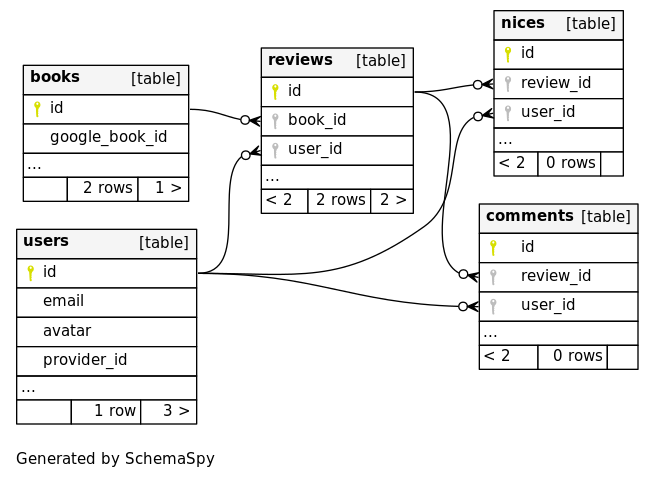 books [table]
id
google_book_id
...
2 rows 1 >
users [table]
id
email
avatar
provider_id
...
1 row 3 >
reviews [table]
id
book_id
user_id
...
< 2 2 rows 2 >
nices [table]
id
review_id
user_id
...
< 2 0 rows
comments [table]
id
review_id
user_id
...
< 2 0 rows
Generated by SchemaSpy